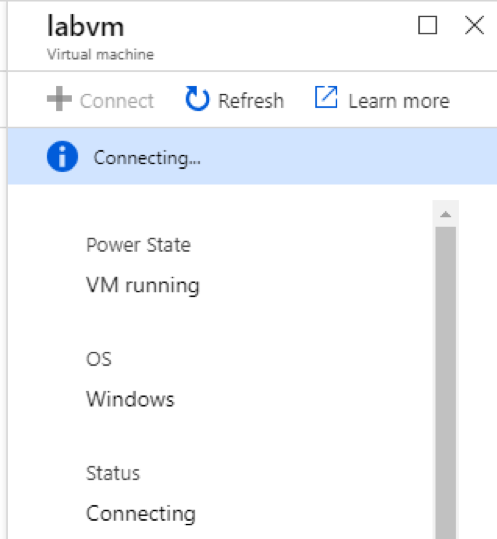 labvm
Virtual machine
Connect Refresh Learn more
Connecting...
Power State
VM running
OS
Windows
Status
Connecting